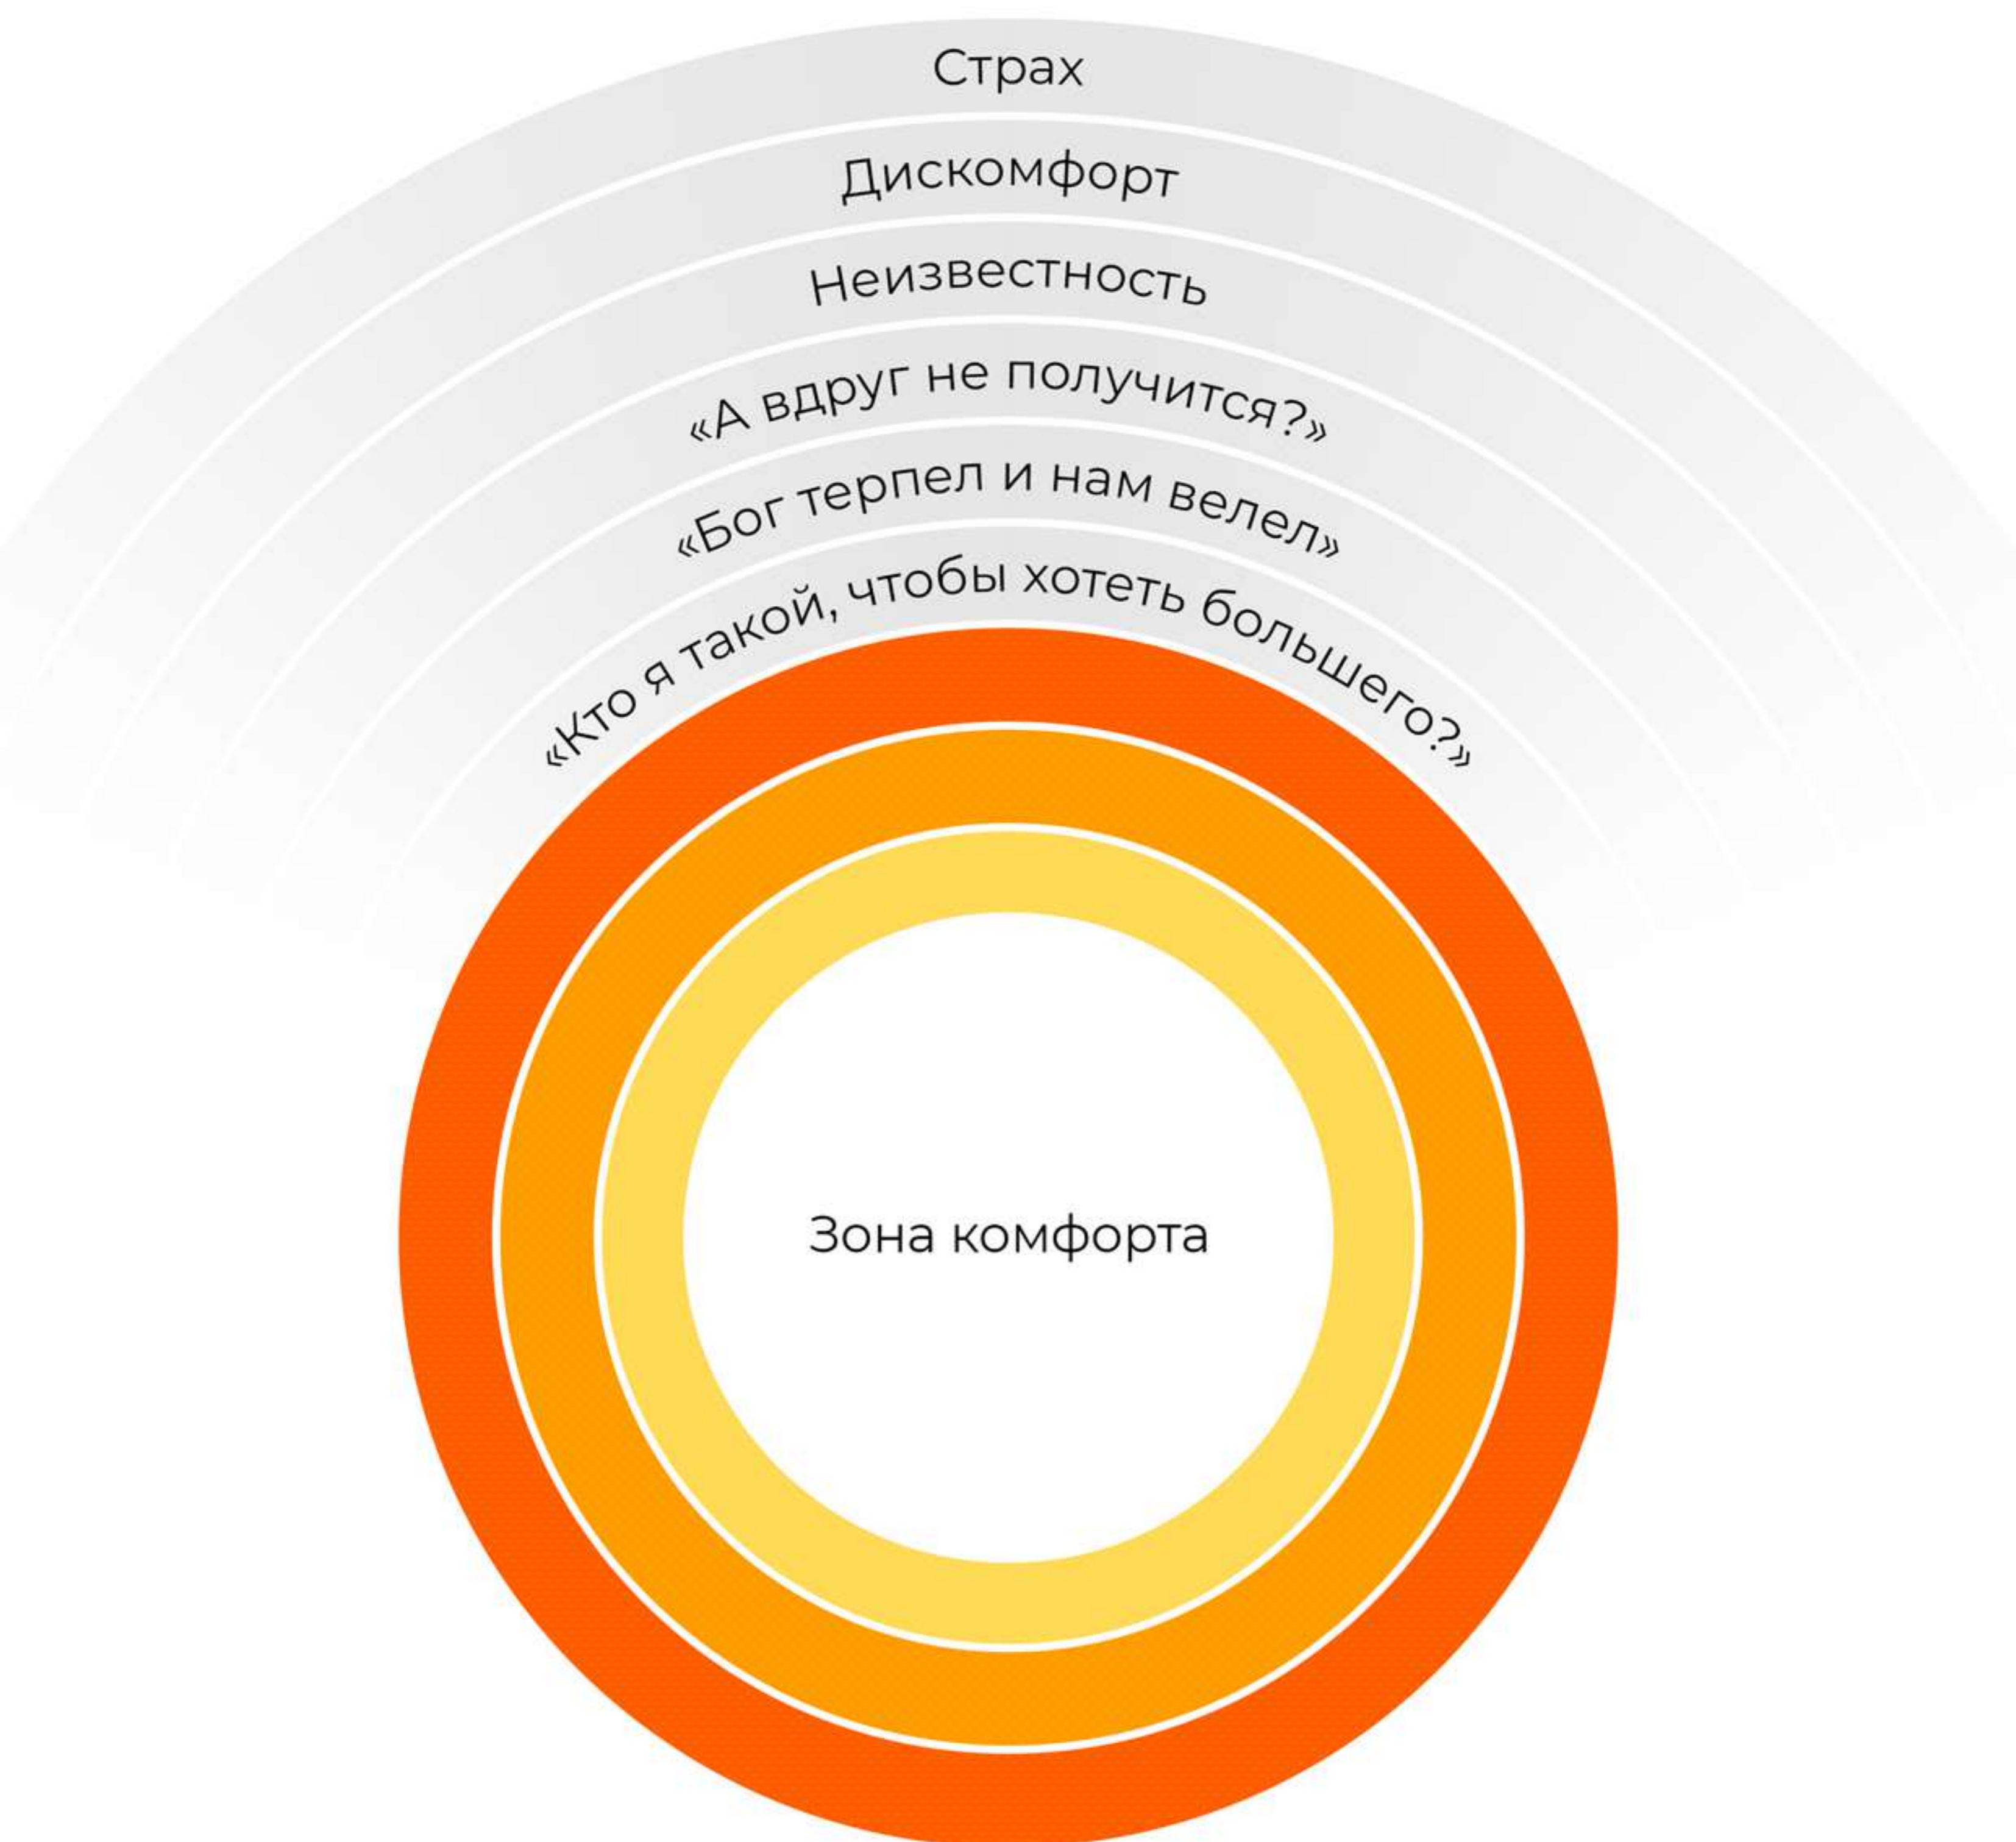 Страх
Дискомфорт
Неизвестность
«А вдруг не получится?»
«Бог терпел и нам велел»
«Кто я такой, чтобы хотеть большего?»
Зона комфорта